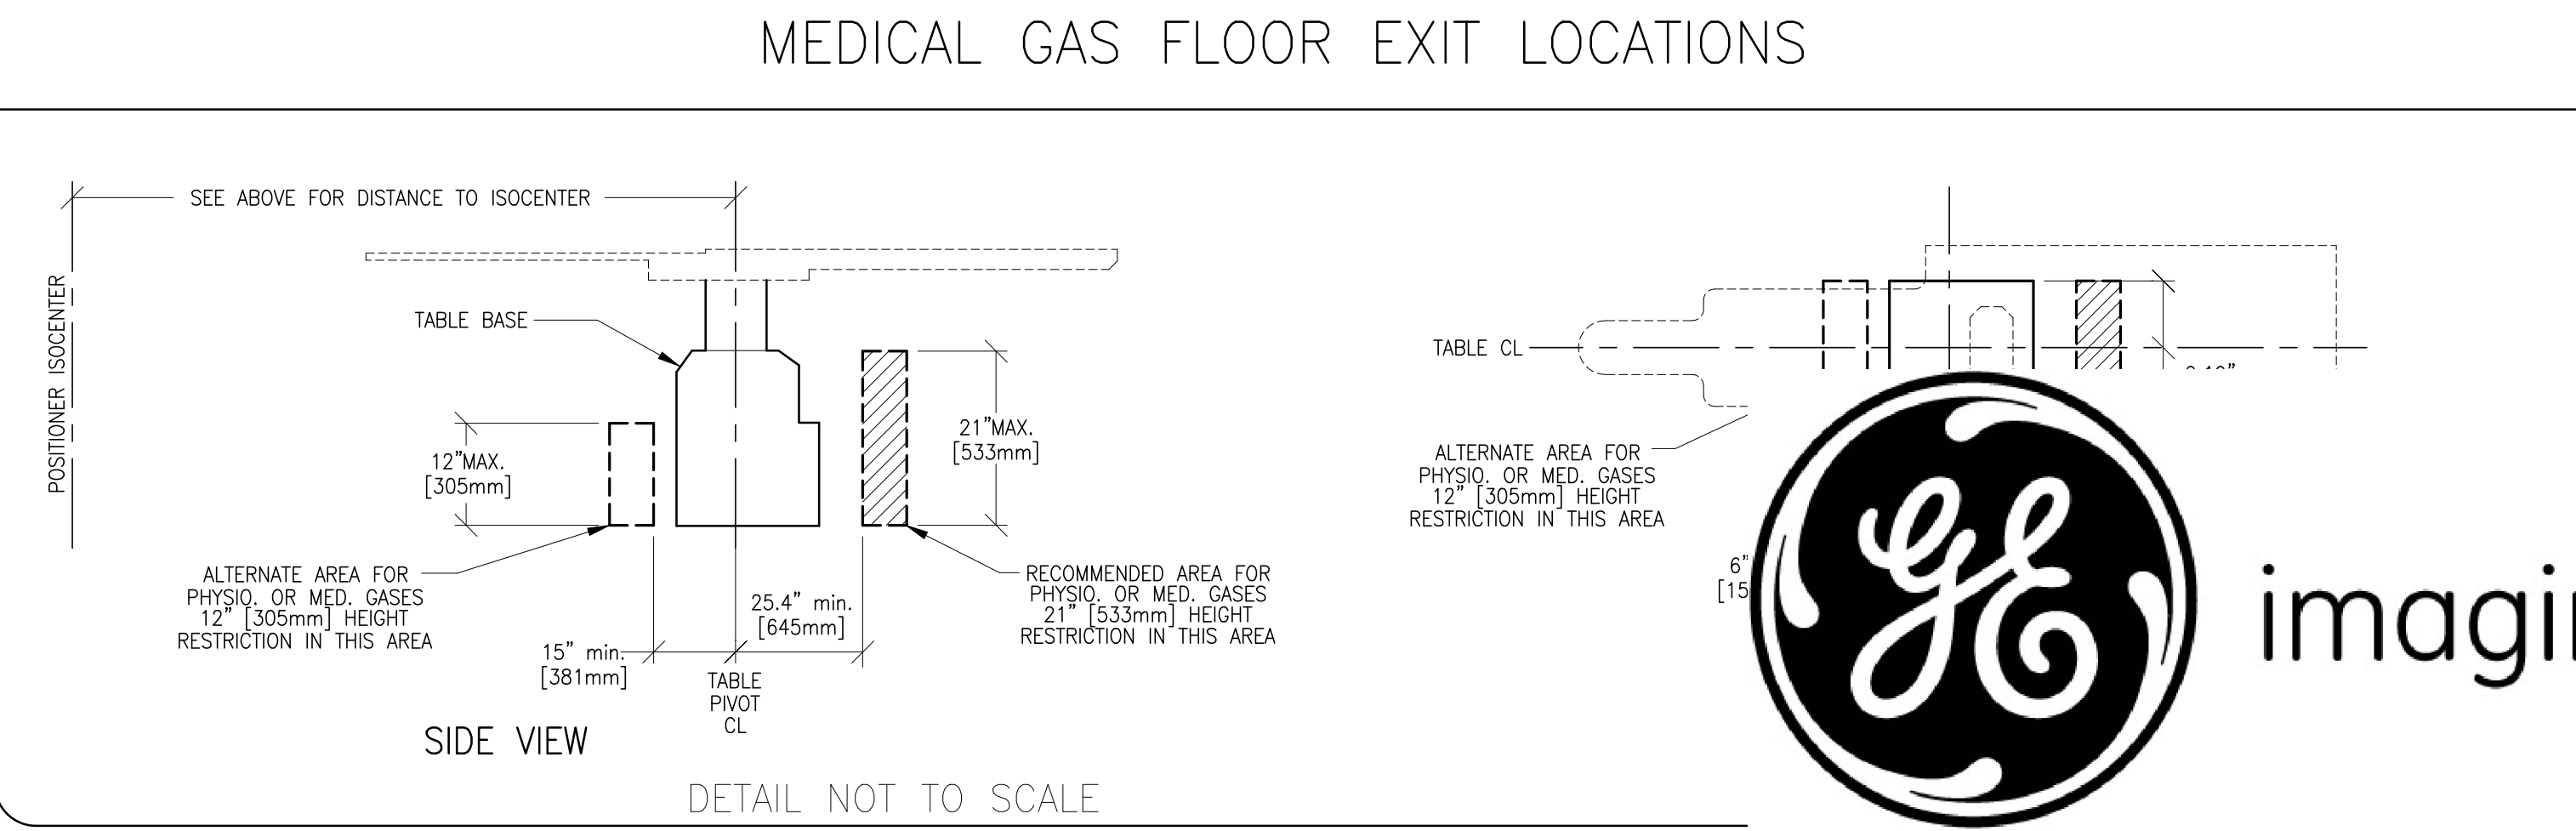 MEDICAL GAS FLOOR EXIT LOCATIONS
SEE ABOVE FOR DISTANCE TO ISOCENTER
POSITIONER ISOCENTER
TABLE BASE
12"MAX.
[305mm]
21"MAX.
[533mm]
ALTERNATE AREA FOR
PHYSIO. OR MED. GASES
12" [305mm] HEIGHT
RESTRICTION IN THIS AREA
15" min.
[381mm]
25.4" min.
[645mm]
TABLE
PIVOT
CL
RECOMMENDED AREA FOR
PHYSIO. OR MED. GASES
21" [533mm] HEIGHT
RESTRICTION IN THIS AREA
SIDE VIEW
DETAIL NOT TO SCALE
TABLE CL
ALTERNATE AREA FOR
PHYSIO. OR MED. GASES
12" [305mm] HEIGHT
RESTRICTION IN THIS AREA
6"
[15
GE
imagi